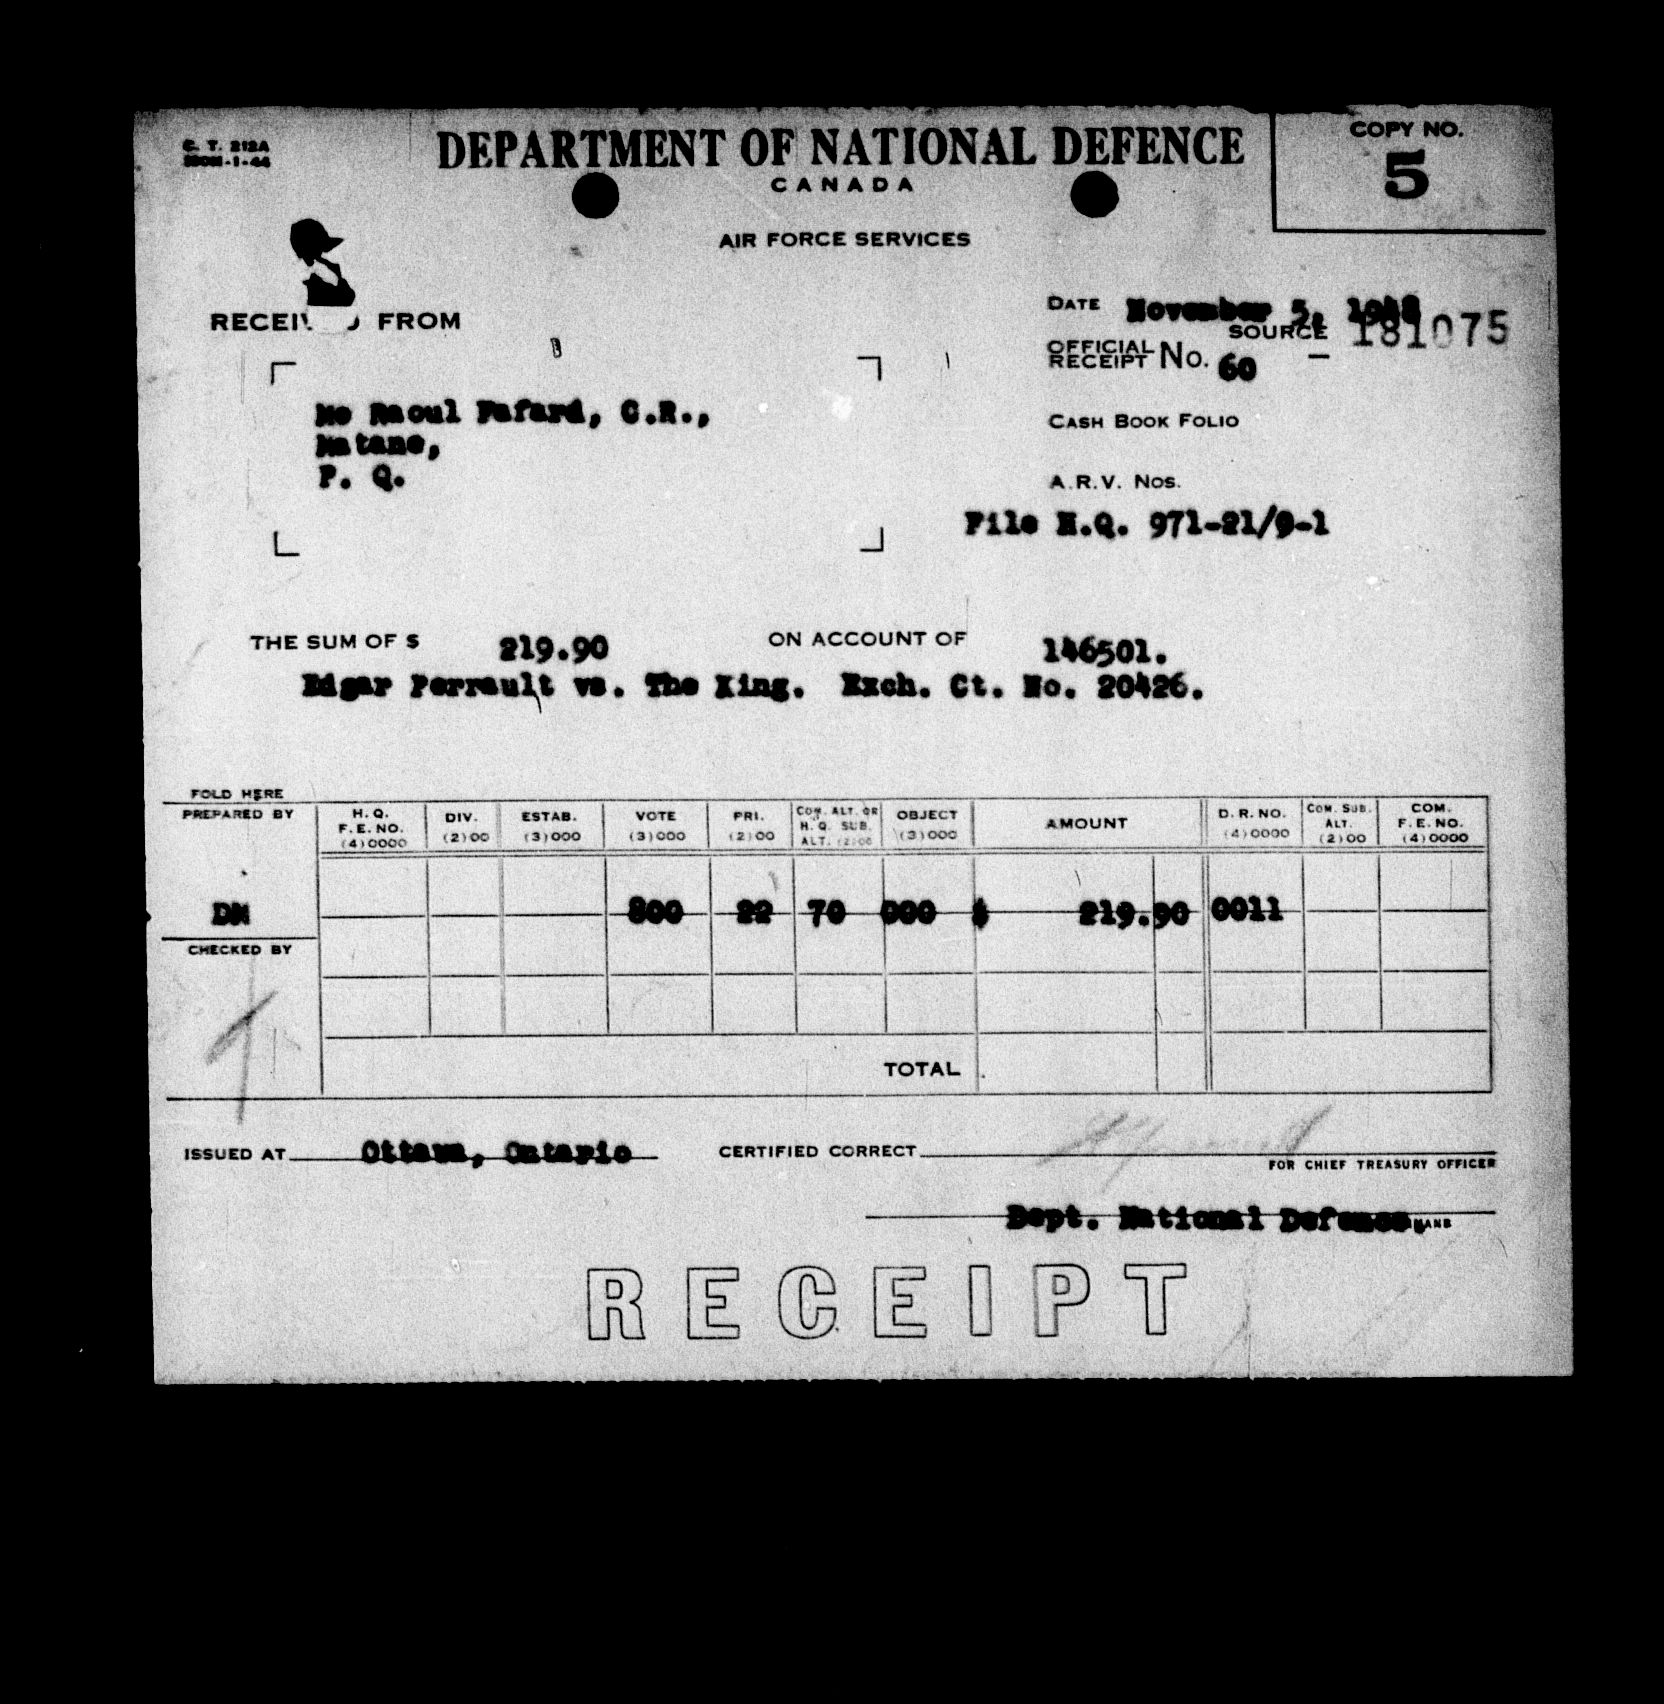 C. T. 212A
DEPARTMENT OF NATIONAL DEFENCE
CANADA
AIR FORCE SERVICES
COPY NO.
5
RECEIV D FROM
DATE November 5, 1948
SOURCE
OFFICIAL RECEIPT No. 60 - 181075
Me Raoul Fafard, C.R.,
Matane,
P. Q.
CASH BOOK FOLIO
A.R.V. Nos.
File H.Q. 971-21/9-1
THE SUM OF $ 219.90 ON ACCOUNT OF 146501.
Edgar Perrault vs. The King. Exch. Ct. No. 20426.
FOLD HERE
PREPARED BY
H.Q. F.E. NO. (4) 0000
DIV. (2) 00
ESTAB. (3) 000
VOTE (3) 000
PRI. (2) 00
COM. ALT. OR H.Q. SUB. ALT. (2) 00
OBJECT (3) 000
AMOUNT
D.R. NO. (4) 0000
COM. SUB. ALT. (2) 00
COM. F.E. NO. (4) 0000
DM 800 22 70 000 $ 219.90 0011
CHECKED BY
TOTAL
ISSUED AT Ottawa, Ontario
CERTIFIED CORRECT
FOR CHIEF TREASURY OFFICER
Dept. National Defence,
RECEIPT